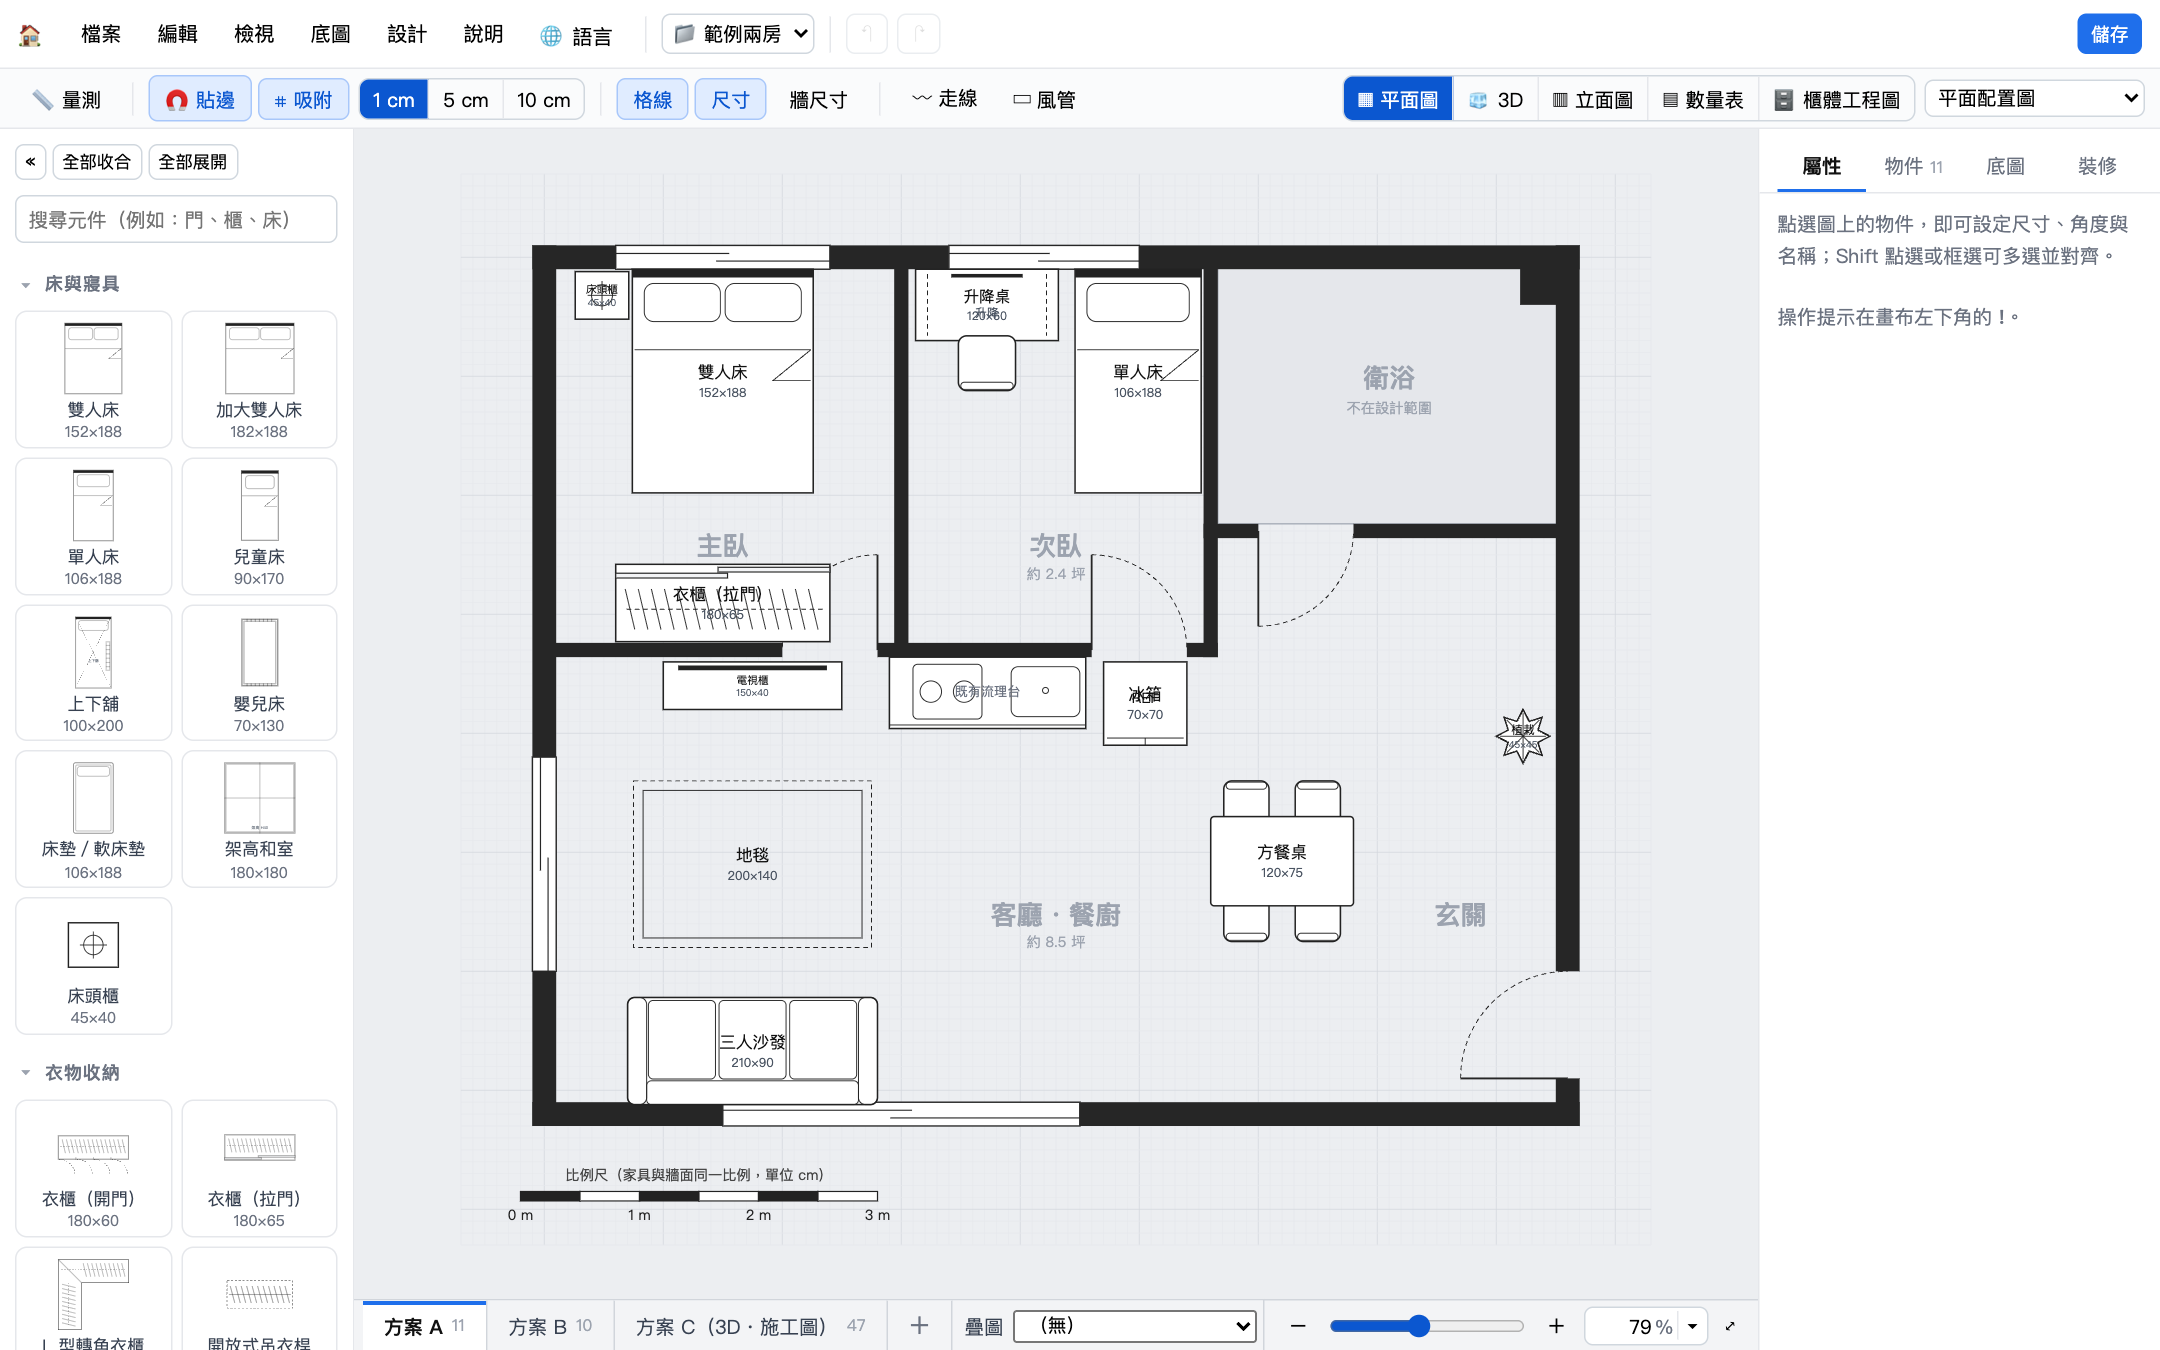 檔案 編輯 檢視 底圖 設計 說明 語言 範例兩房 儲存
量測 貼邊 吸附 1 cm 5 cm 10 cm 格線 尺寸 牆尺寸 走線 風管 平面圖 3D 立面圖 數量表 櫃體工程圖 平面配置圖
« 全部收合 全部展開
搜尋元件（例如：門、櫃、床）
床與寢具
雙人床 加大雙人床
152×188 182×188
單人床 兒童床
106×188 90×170
上下舖 嬰兒床
100×200 70×130
床墊 / 軟床墊 架高和室
106×188 180×180
床頭櫃
45×40
衣物收納
衣櫃（開門） 衣櫃（拉門）
180×60 180×65
L 型轉角衣櫃 開放式吊衣桿
床頭櫃
45×40
雙人床
152×188
升降桌
升降
120×60
單人床
106×188
衛浴
不在設計範圍
主臥
次臥
約 2.4 坪
衣櫃（拉門）
180×65
電視櫃
150×40
既有流理台
冰箱
70×70
植栽
45×45
地毯
200×140
方餐桌
120×75
客廳 · 餐廚
約 8.5 坪
玄關
三人沙發
210×90
比例尺（家具與牆面同一比例，單位 cm）
0 m 1 m 2 m 3 m
屬性 物件 11 底圖 裝修
點選圖上的物件，即可設定尺寸、角度與
名稱；Shift 點選或框選可多選並對齊。
操作提示在畫布左下角的 !。
方案 A 11 方案 B 10 方案 C（3D · 施工圖） 47 + 疊圖 （無） − + 79 %